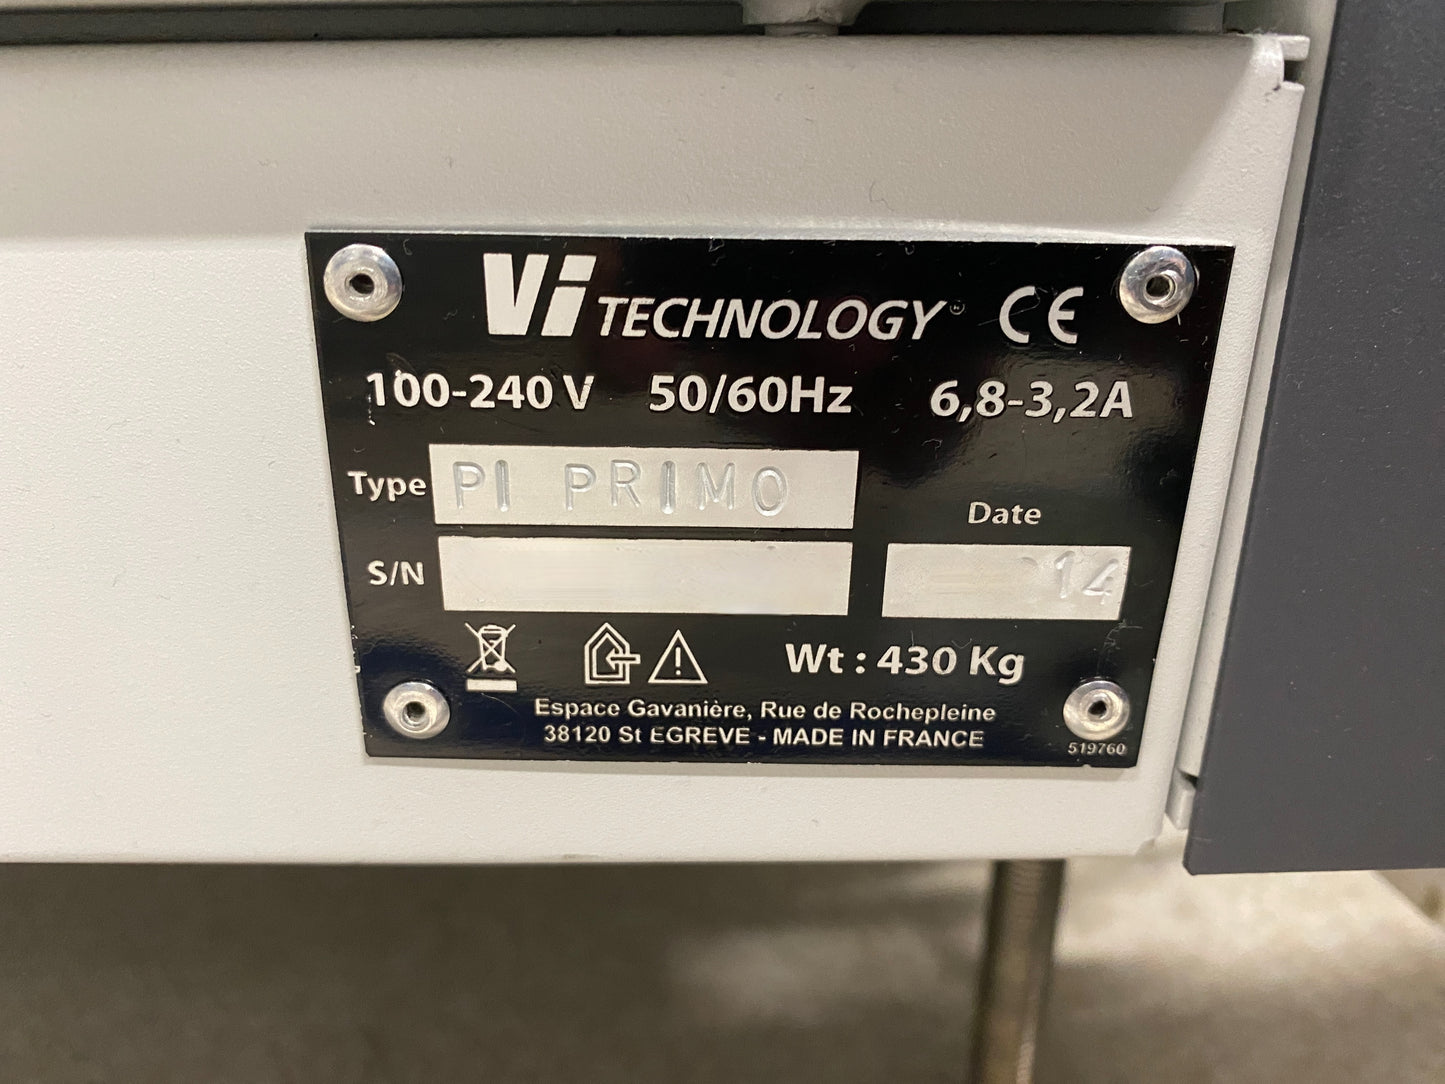 Vi TECHNOLOGY® CE
100-240 V 50/60Hz 6,8-3,2A
Type PI PRIMO
Date
S/N 14
Wt : 430 Kg
Espace Gavanière, Rue de Rochepleine
38120 St EGREVE - MADE IN FRANCE
519760